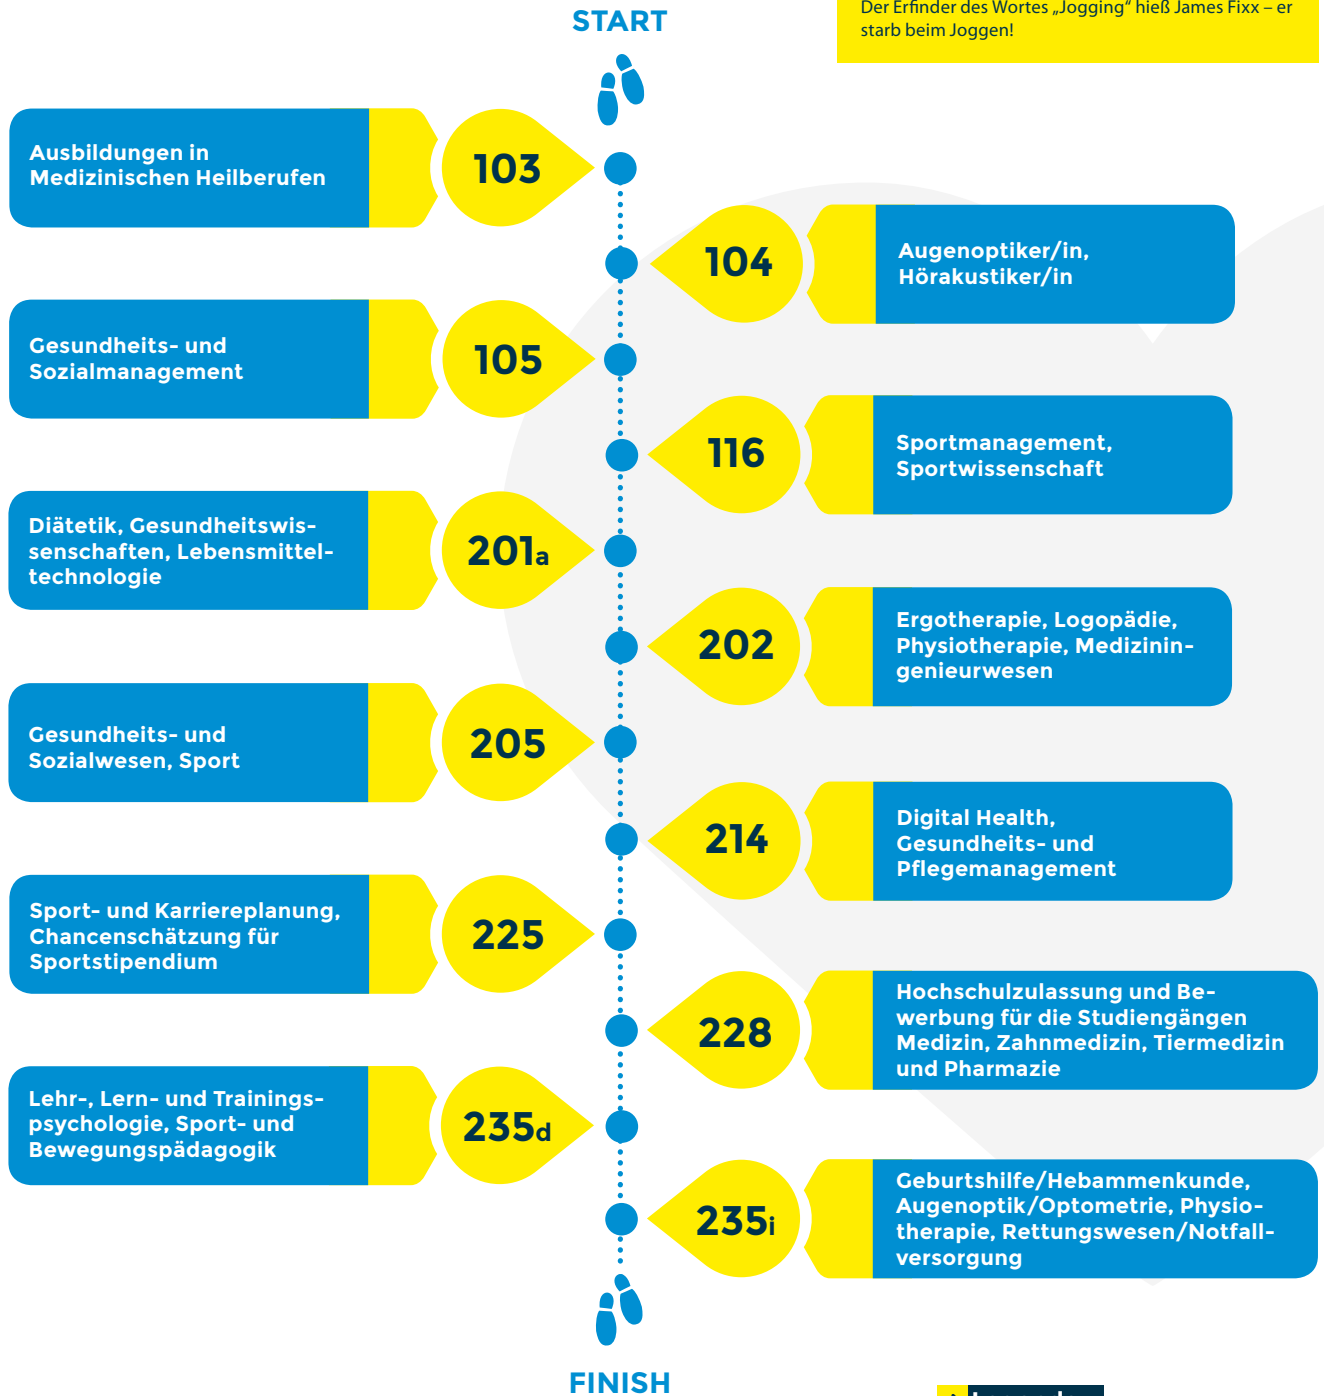 START
Der Erfinder des Wortes „Jogging“ hieß James Fixx – er
starb beim Joggen!
Ausbildungen in
Medizinischen Heilberufen
103
104
Augenoptiker/in,
Hörakustiker/in
Gesundheits- und
Sozialmanagement
105
116
Sportmanagement,
Sportwissenschaft
Diätetik, Gesundheitswis-
senschaften, Lebensmittel-
technologie
201a
202
Ergotherapie, Logopädie,
Physiotherapie, Medizinin-
genieurwesen
Gesundheits- und
Sozialwesen, Sport
205
214
Digital Health,
Gesundheits- und
Pflegemanagement
Sport- und Karriereplanung,
Chancenschätzung für
Sportstipendium
225
228
Hochschulzulassung und Be-
werbung für die Studiengängen
Medizin, Zahnmedizin, Tiermedizin
und Pharmazie
Lehr-, Lern- und Trainings-
psychologie, Sport- und
Bewegungspädagogik
235d
235i
Geburtshilfe/Hebammenkunde,
Augenoptik/Optometrie, Physio-
therapie, Rettungswesen/Notfall-
versorgung
FINISH